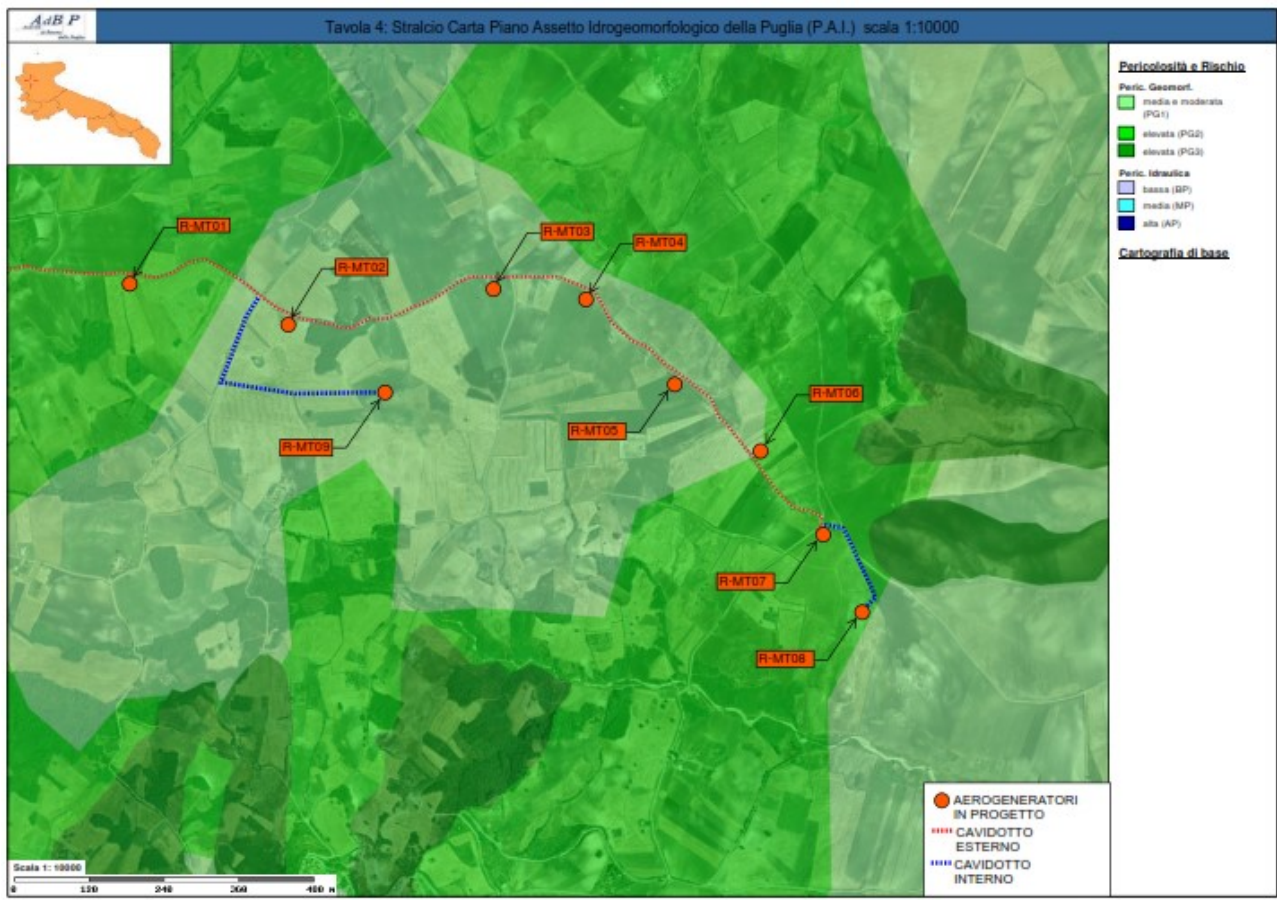 AdB P
della Puglia
Tavola 4: Stralcio Carta Piano Assetto Idrogeomorfologico della Puglia (P.A.I.) scala 1:10000
Pericolosità e Rischio
Peric. Geomorf.
media e moderata
(PG1)
elevata (PG2)
elevata (PG3)
Peric. Idraulica
bassa (BP)
media (MP)
alta (AP)
Cartografia di base
R-MT01
R-MT02
R-MT03
R-MT04
R-MT06
R-MT05
R-MT09
R-MT07
R-MT08
AEROGENERATORI
IN PROGETTO
CAVIDOTTO
ESTERNO
CAVIDOTTO
INTERNO
Scala 1: 10000
0 120 240 360 480 m